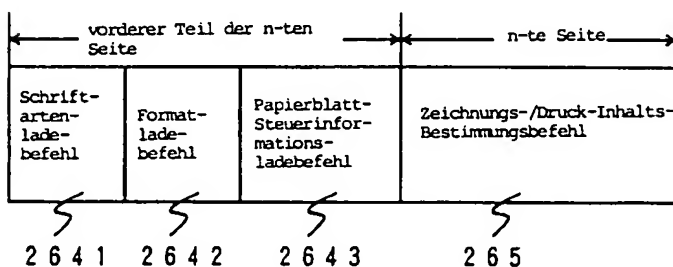 vorderer Teil der n-ten
Seite
n-te Seite
Schrift-
arten-
lade-
befehl
Format-
lade-
befehl
Papierblatt-
Steuerinfor-
mations-
ladebefehl
Zeichnungs-/Druck-Inhalts-
Bestimmungsbefehl
2641 2642 2643 265